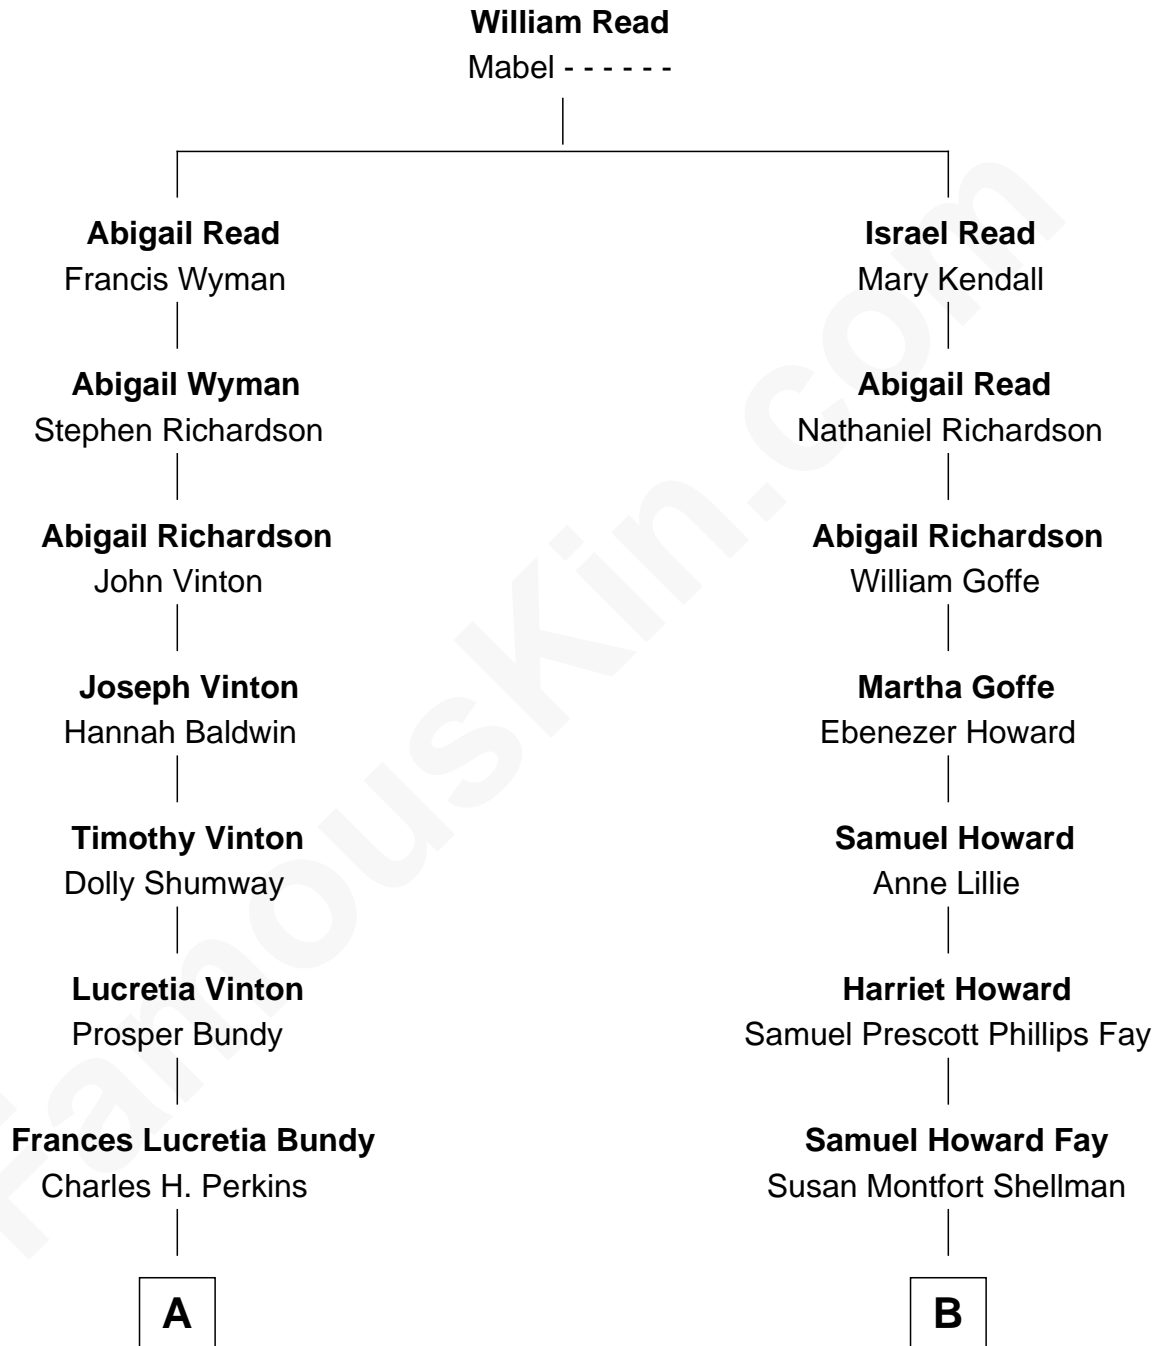 William Read
Mabel - - - - - -
Abigail Read
Francis Wyman
Israel Read
Mary Kendall
Abigail Wyman
Stephen Richardson
Abigail Read
Nathaniel Richardson
Abigail Richardson
John Vinton
Abigail Richardson
William Goffe
Joseph Vinton
Hannah Baldwin
Martha Goffe
Ebenezer Howard
Timothy Vinton
Dolly Shumway
Samuel Howard
Anne Lillie
Lucretia Vinton
Prosper Bundy
Harriet Howard
Samuel Prescott Phillips Fay
Frances Lucretia Bundy
Charles H. Perkins
Samuel Howard Fay
Susan Montfort Shellman
A
B
FamousKin.com